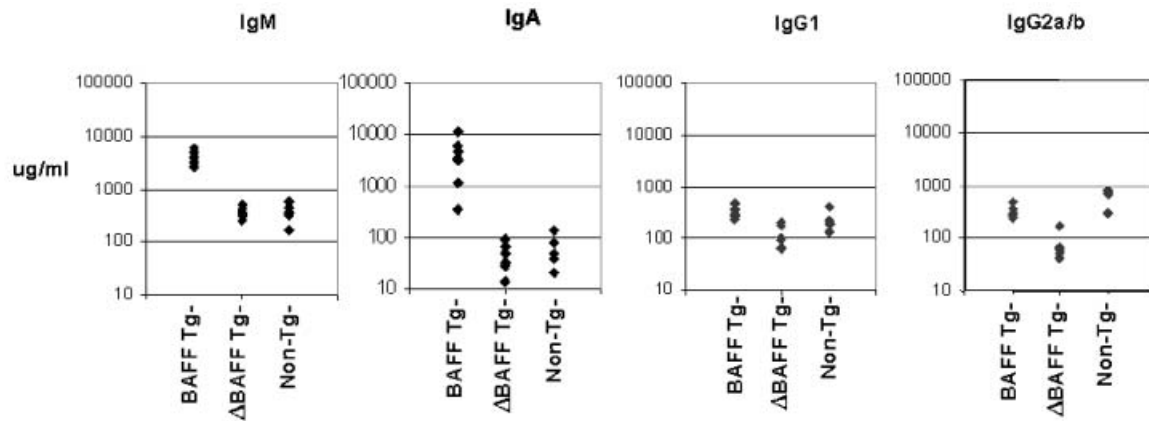 IgM IgA IgG1 IgG2a/b
100000 100000 100000 100000
10000 10000 10000 10000
ug/ml
1000 1000 1000 1000
100 100 100 100
10 10 10 10
BAFF Tg- ΔBAFF Tg- Non-Tg- BAFF Tg- ΔBAFF Tg- Non-Tg- BAFF Tg- ΔBAFF Tg- Non-Tg- BAFF Tg- ΔBAFF Tg- Non-Tg-